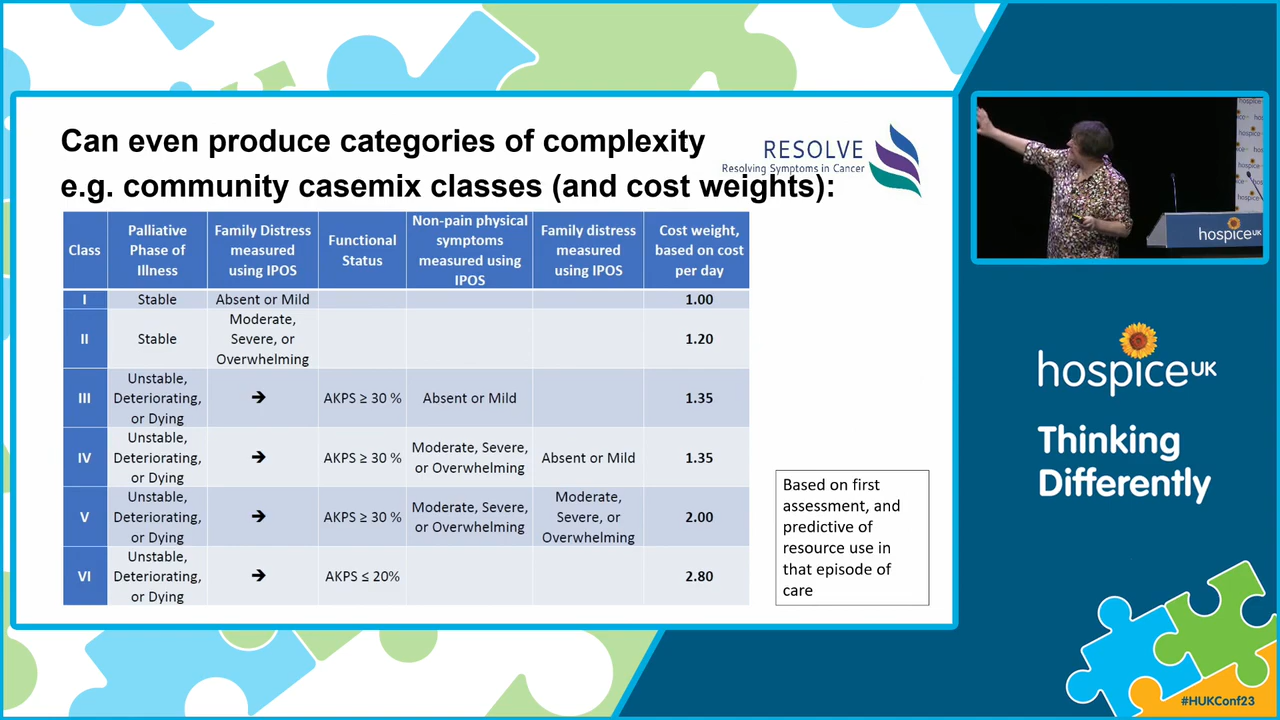 Can even produce categories of complexity
e.g. community casemix classes (and cost weights):
RESOLVE
Resolving Symptoms in Cancer
Class
Palliative
Phase of
Illness
Family Distress
measured
using IPOS
Functional
Status
Non-pain physical
symptoms
measured using
IPOS
Family distress
measured
using IPOS
Cost weight,
based on cost
per day
I
Stable
Absent or Mild
1.00
II
Stable
Moderate,
Severe, or
Overwhelming
1.20
III
Unstable,
Deteriorating,
or Dying
➔
AKPS ≥ 30 %
Absent or Mild
1.35
IV
Unstable,
Deteriorating,
or Dying
➔
AKPS ≥ 30 %
Moderate, Severe,
or Overwhelming
Absent or Mild
1.35
V
Unstable,
Deteriorating,
or Dying
➔
AKPS ≥ 30 %
Moderate, Severe,
or Overwhelming
Moderate,
Severe, or
Overwhelming
2.00
VI
Unstable,
Deteriorating,
or Dying
➔
AKPS ≤ 20%
2.80
Based on first
assessment, and
predictive of
resource use in
that episode of
care
hospice UK
hospice UK
Thinking
Differently
#HUKConf23